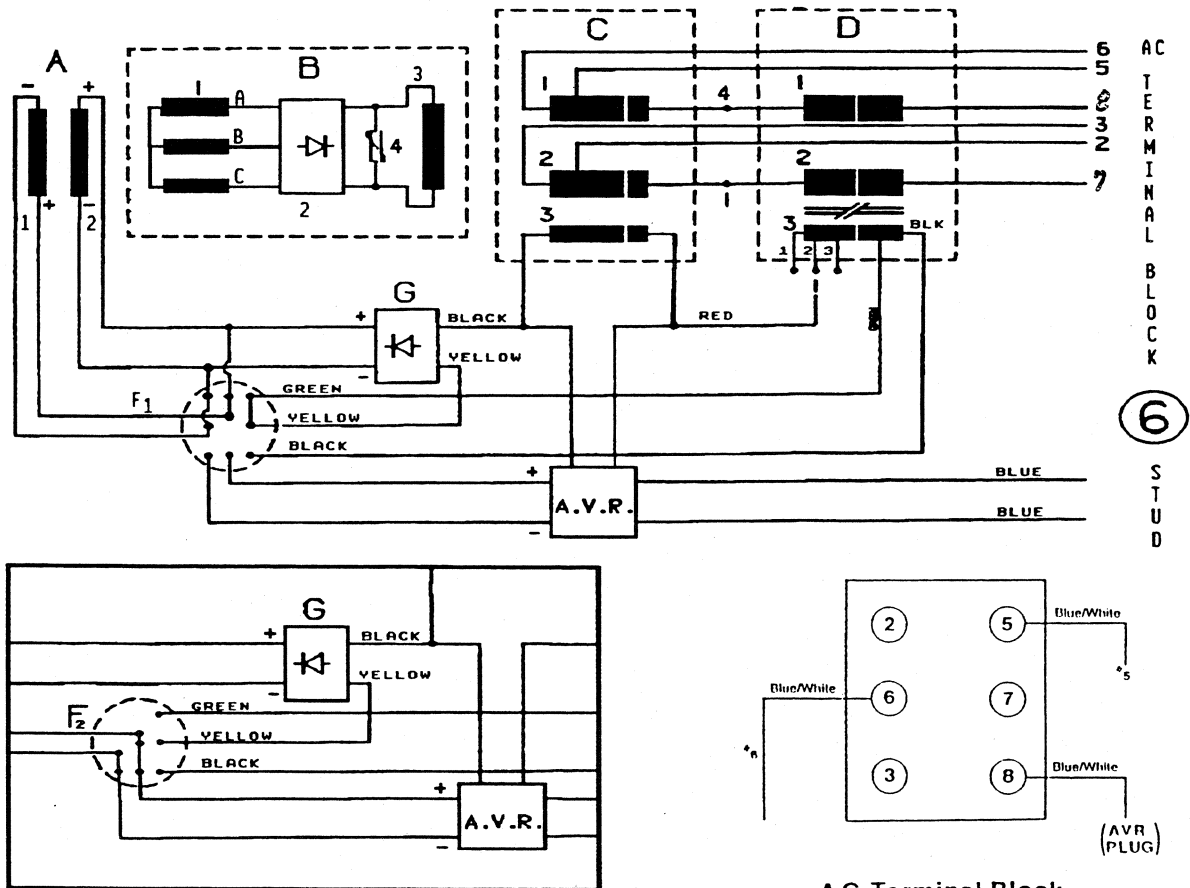 C D
6 AC
5
A B
- + 3 1 1
1 A 4 8
3
B 4 2
2 2
C 1 7
+ - 2 3
1 2 3 BLK
1 2 3
G
+ BLACK RED
YELLOW
-
GREEN
F1
YELLOW
BLACK
+ BLUE
A.V.R.
- BLUE
TERMINAL BLOCK
6
STUD
G
+ BLACK
YELLOW
-
GREEN
F2
YELLOW
BLACK
+
A.V.R.
-
2 5 Blue/White
*5
Blue/White 6 7
3 8 Blue/White
(AVR
PLUG)
AC Terminal Block